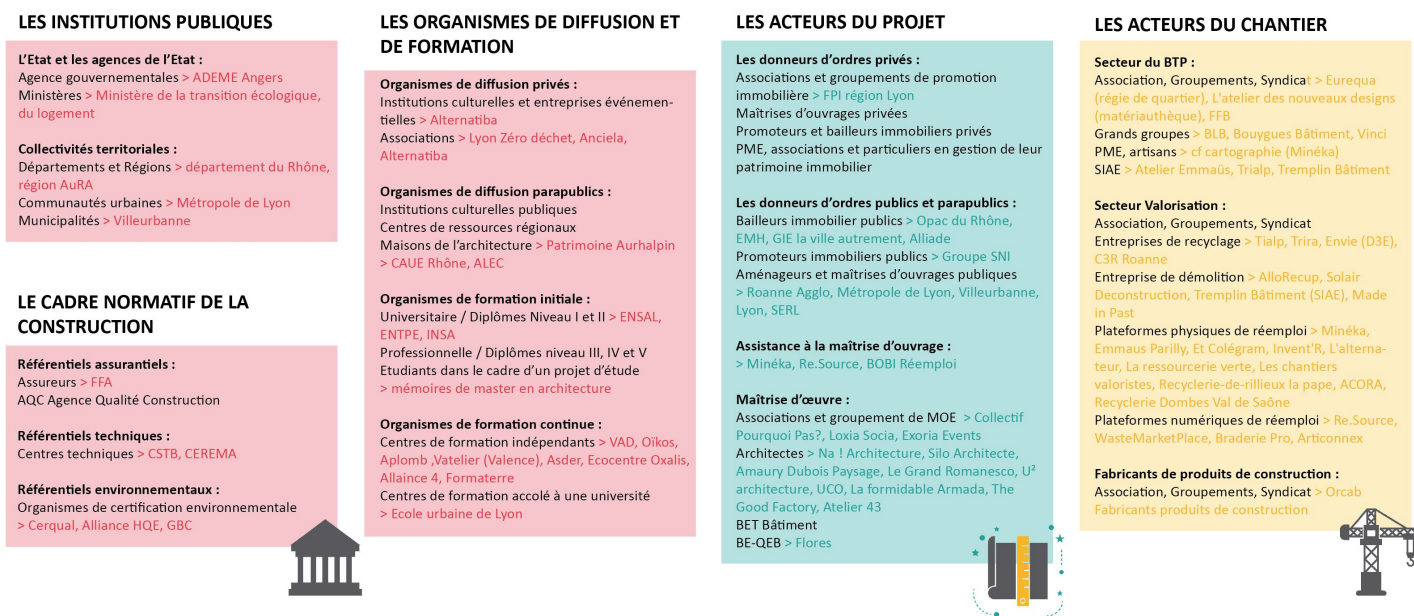 LES INSTITUTIONS PUBLIQUES
L'Etat et les agences de l'Etat :
Agence gouvernementales > ADEME Angers
Ministères > Ministère de la transition écologique,
du logement
Collectivités territoriales :
Départements et Régions > département du Rhône,
région AuRA
Communautés urbaines > Métropole de Lyon
Municipalités > Villeurbanne
LE CADRE NORMATIF DE LA
CONSTRUCTION
Référentiels assurantiels :
Assureurs > FFA
AQC Agence Qualité Construction
Référentiels techniques :
Centres techniques > CSTB, CEREMA
Référentiels environnementaux :
Organismes de certification environnementale
> Cerqual, Alliance HQE, GBC
LES ORGANISMES DE DIFFUSION ET
DE FORMATION
Organismes de diffusion privés :
Institutions culturelles et entreprises événemen-
tielles > Alternatiba
Associations > Lyon Zéro déchet, Anciela,
Alternatiba
Organismes de diffusion parapublics :
Institutions culturelles publiques
Centres de ressources régionaux
Maisons de l'architecture > Patrimoine Aurhalpin
> CAUE Rhône, ALEC
Organismes de formation initiale :
Universitaire / Diplômes Niveau I et II > ENSAL,
ENTPE, INSA
Professionnelle / Diplômes niveau III, IV et V
Etudiants dans le cadre d'un projet d'étude
> mémoires de master en architecture
Organismes de formation continue :
Centres de formation indépendants > VAD, Oïkos,
Aplomb ,Vatelier (Valence), Asder, Ecocentre Oxalis,
Allaince 4, Formaterre
Centres de formation accolé à une université
> Ecole urbaine de Lyon
LES ACTEURS DU PROJET
Les donneurs d'ordres privés :
Associations et groupements de promotion
immobilière > FPI région Lyon
Maîtrises d'ouvrages privées
Promoteurs et bailleurs immobiliers privés
PME, associations et particuliers en gestion de leur
patrimoine immobilier
Les donneurs d'ordres publics et parapublics :
Bailleurs immobilier publics > Opac du Rhône,
EMH, GIE la ville autrement, Alliade
Promoteurs immobiliers publics > Groupe SNI
Aménageurs et maîtrises d'ouvrages publiques
> Roanne Agglo, Métropole de Lyon, Villeurbanne,
Lyon, SERL
Assistance à la maîtrise d'ouvrage :
> Minéka, Re.Source, BOBI Réemploi
Maîtrise d'œuvre :
Associations et groupement de MOE > Collectif
Pourquoi Pas?, Loxia Socia, Exoria Events
Architectes > Na ! Architecture, Silo Architecte,
Amaury Dubois Paysage, Le Grand Romanesco, U²
architecture, UCO, La formidable Armada, The
Good Factory, Atelier 43
BET Bâtiment
BE-QEB > Flores
LES ACTEURS DU CHANTIER
Secteur du BTP :
Association, Groupements, Syndicat > Eurequa
(régie de quartier), L'atelier des nouveaux designs
(matériauthèque), FFB
Grands groupes > BLB, Bouygues Bâtiment, Vinci
PME, artisans > cf cartographie (Minéka)
SIAE > Atelier Emmaüs, Trialp, Tremplin Bâtiment
Secteur Valorisation :
Association, Groupements, Syndicat
Entreprises de recyclage > Tialp, Trira, Envie (D3E),
C3R Roanne
Entreprise de démolition > AlloRecup, Solair
Deconstruction, Tremplin Bâtiment (SIAE), Made
in Past
Plateformes physiques de réemploi > Minéka,
Emmaus Parilly, Et Colégram, Invent'R, L'alterna-
teur, La ressourcerie verte, Les chantiers
valoristes, Recyclerie-de-rillieux la pape, ACORA,
Recyclerie Dombes Val de Saône
Plateformes numériques de réemploi > Re.Source,
WasteMarketPlace, Braderie Pro, Articonnex
Fabricants de produits de construction :
Association, Groupements, Syndicat > Orcab
Fabricants produits de construction